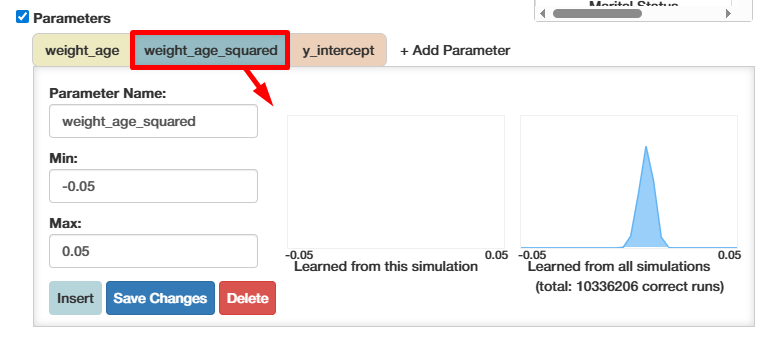 Marital Status
Parameters
weight_age weight_age_squared y_intercept + Add Parameter
Parameter Name:
weight_age_squared
Min:
-0.05
Max:
0.05
-0.05 0.05 -0.05 0.05
Learned from this simulation Learned from all simulations
(total: 10336206 correct runs)
Insert Save Changes Delete